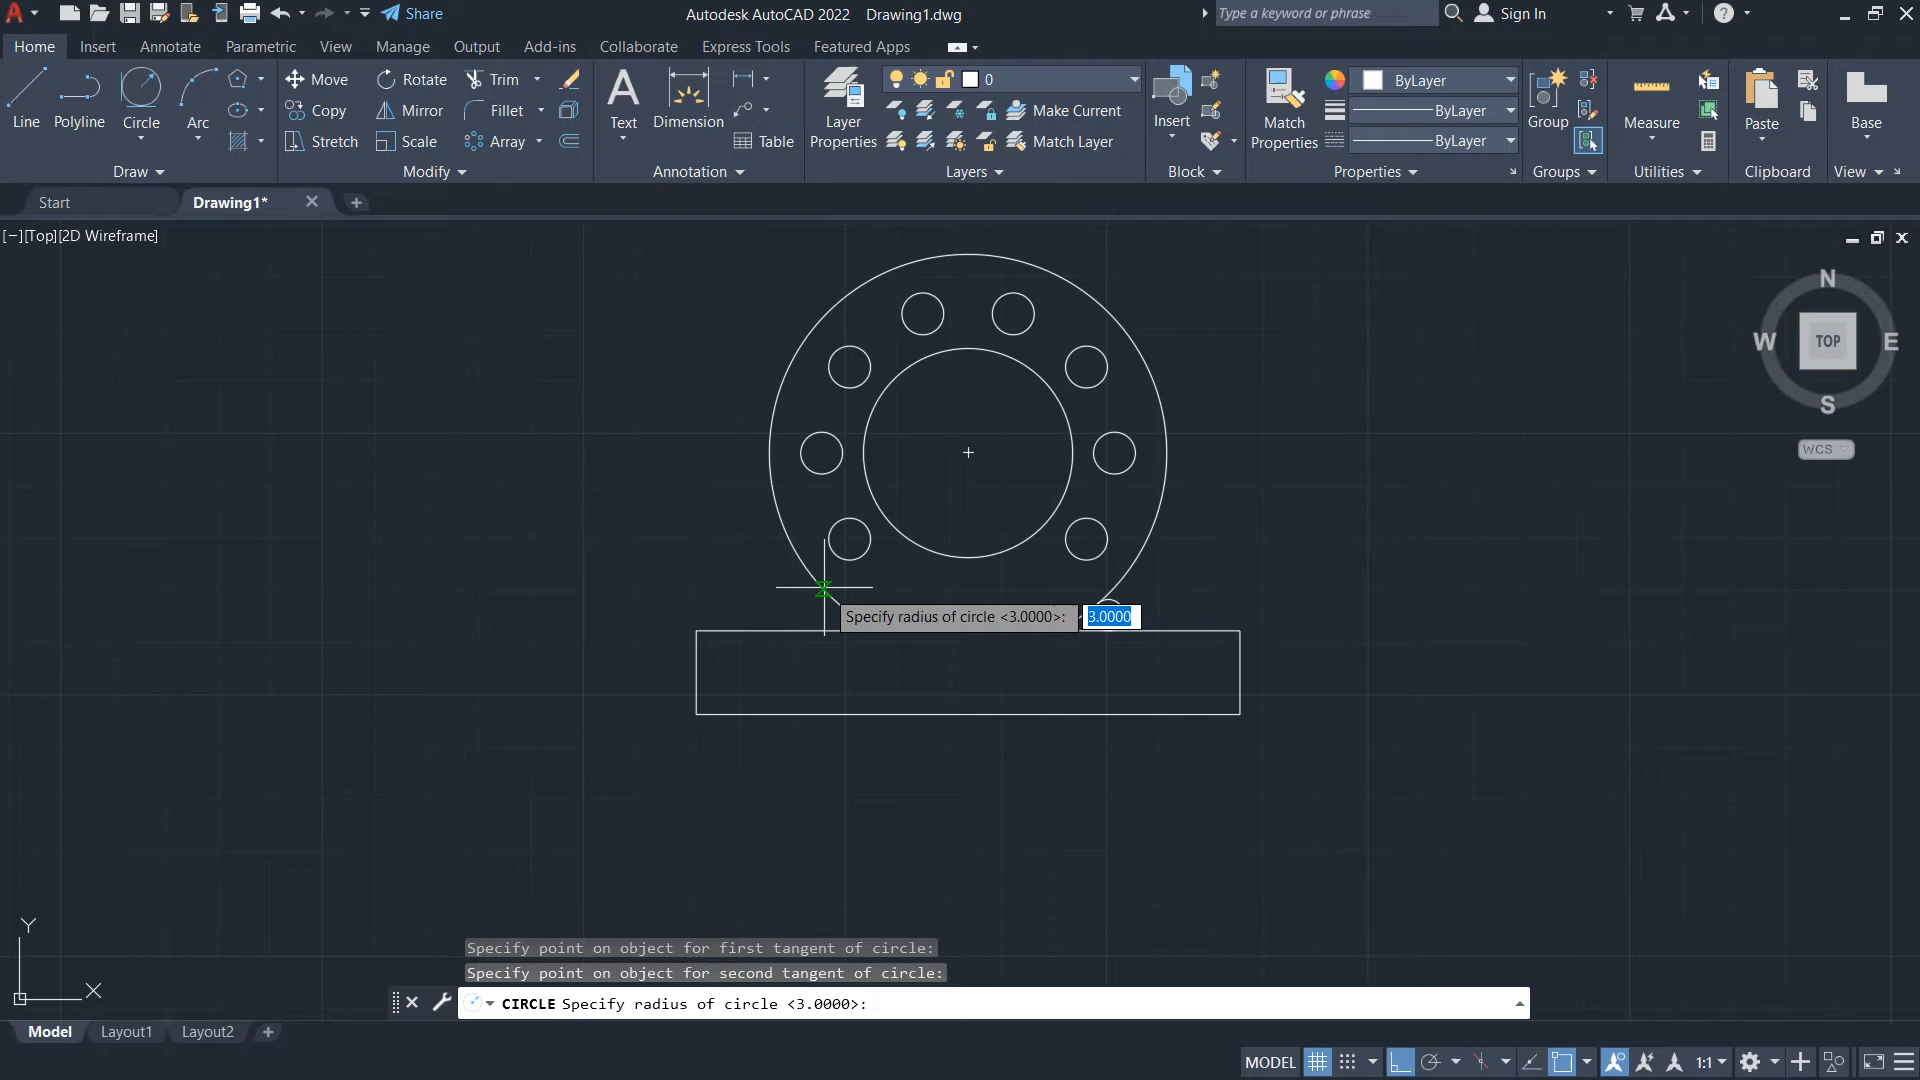 A Share Autodesk AutoCAD 2022 Drawing1.dwg Type a keyword or phrase Sign In ?
Home Insert Annotate Parametric View Manage Output Add-ins Collaborate Express Tools Featured Apps
Line Polyline Circle Arc
Move Rotate Trim
Copy Mirror Fillet
Stretch Scale Array
A Text Dimension Table
Layer Properties
0
Make Current
Match Layer
Insert
Match Properties
ByLayer
ByLayer
ByLayer
Group
Measure
Paste
Base
Draw Modify Annotation Layers Block Properties Groups Utilities Clipboard View
Start Drawing1*
[−][Top][2D Wireframe]
N
W TOP E
S
WCS
Specify radius of circle <3.0000>: 3.0000
Y
X
Specify point on object for first tangent of circle:
Specify point on object for second tangent of circle:
CIRCLE Specify radius of circle <3.0000>:
Model Layout1 Layout2 +
MODEL 1:1